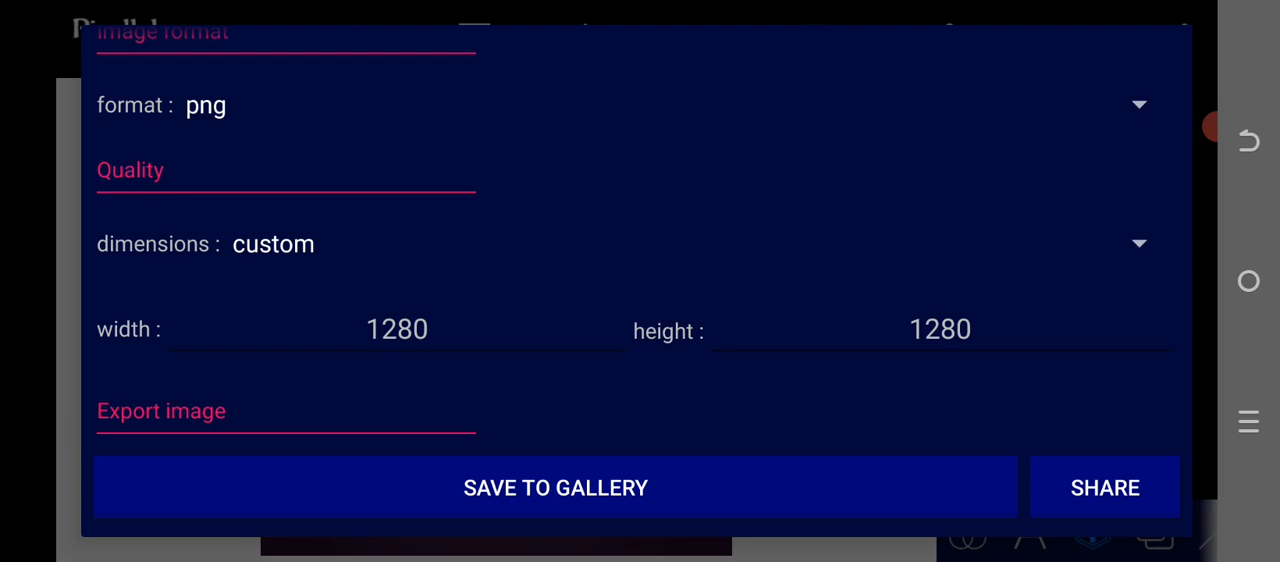 Image format
format : png
Quality
dimensions : custom
width : 1280 height : 1280
Export image
SAVE TO GALLERY SHARE